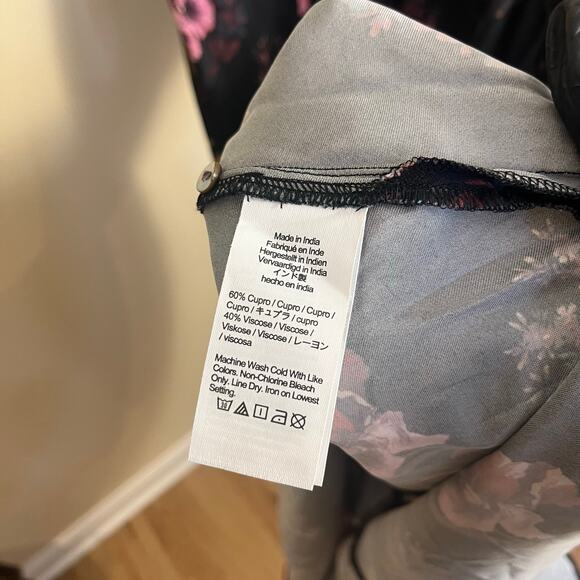 Made in India
Fabriqué en Inde
Hergestellt in Indien
Vervaardigd in India
インド製
hecho en india
60% Cupro / Cupro / Cupro /
Cupro / キュプラ / cupro
40% Viscose / Viscose /
Viskose / Viscose / レーヨン
/ viscosa
Machine Wash Cold With Like
Colors. Non-Chlorine Bleach
Only. Line Dry. Iron on Lowest
Setting.